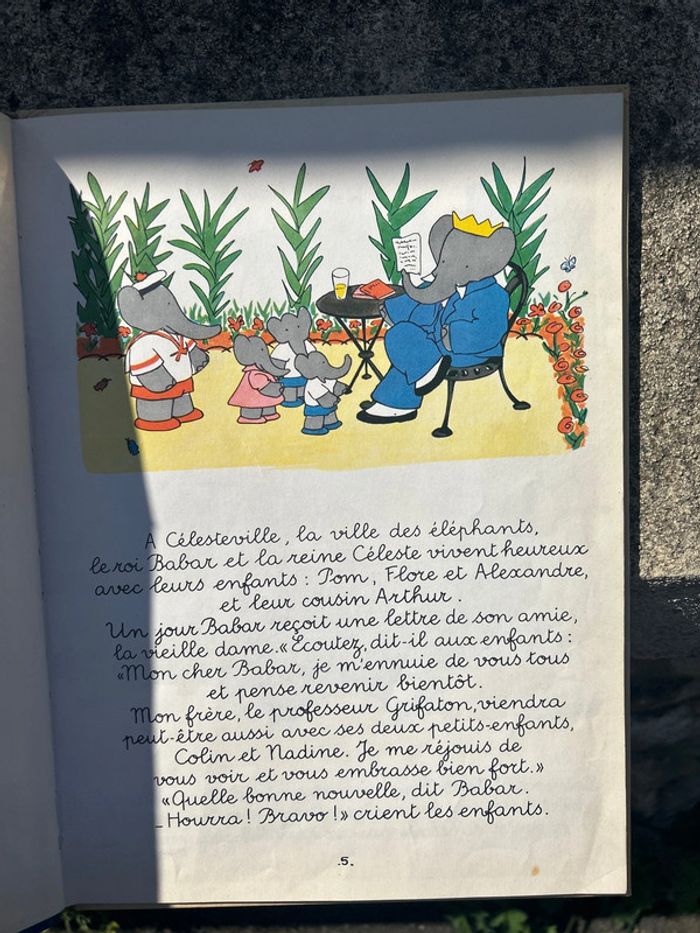 A Célesteville, la ville des éléphants,
le roi Babar et la reine Céleste vivent heureux
avec leurs enfants : Pom, Flore et Alexandre,
et leur cousin Arthur.
Un jour Babar reçoit une lettre de son amie,
la vieille dame. « Écoutez, dit-il aux enfants :
« Mon cher Babar, je m'ennuie de vous tous
et pense revenir bientôt.
Mon frère, le professeur Grifaton, viendra
peut-être aussi avec ses deux petits-enfants,
Colin et Nadine. Je me réjouis de
vous voir et vous embrasse bien fort. »
« Quelle bonne nouvelle, dit Babar.
_ Hourra ! Bravo ! » crient les enfants.
.5.